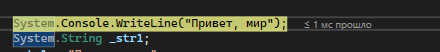 System.Console.WriteLine("Привет, мир"); ≤ 1 мс прошло
System.String _str1;